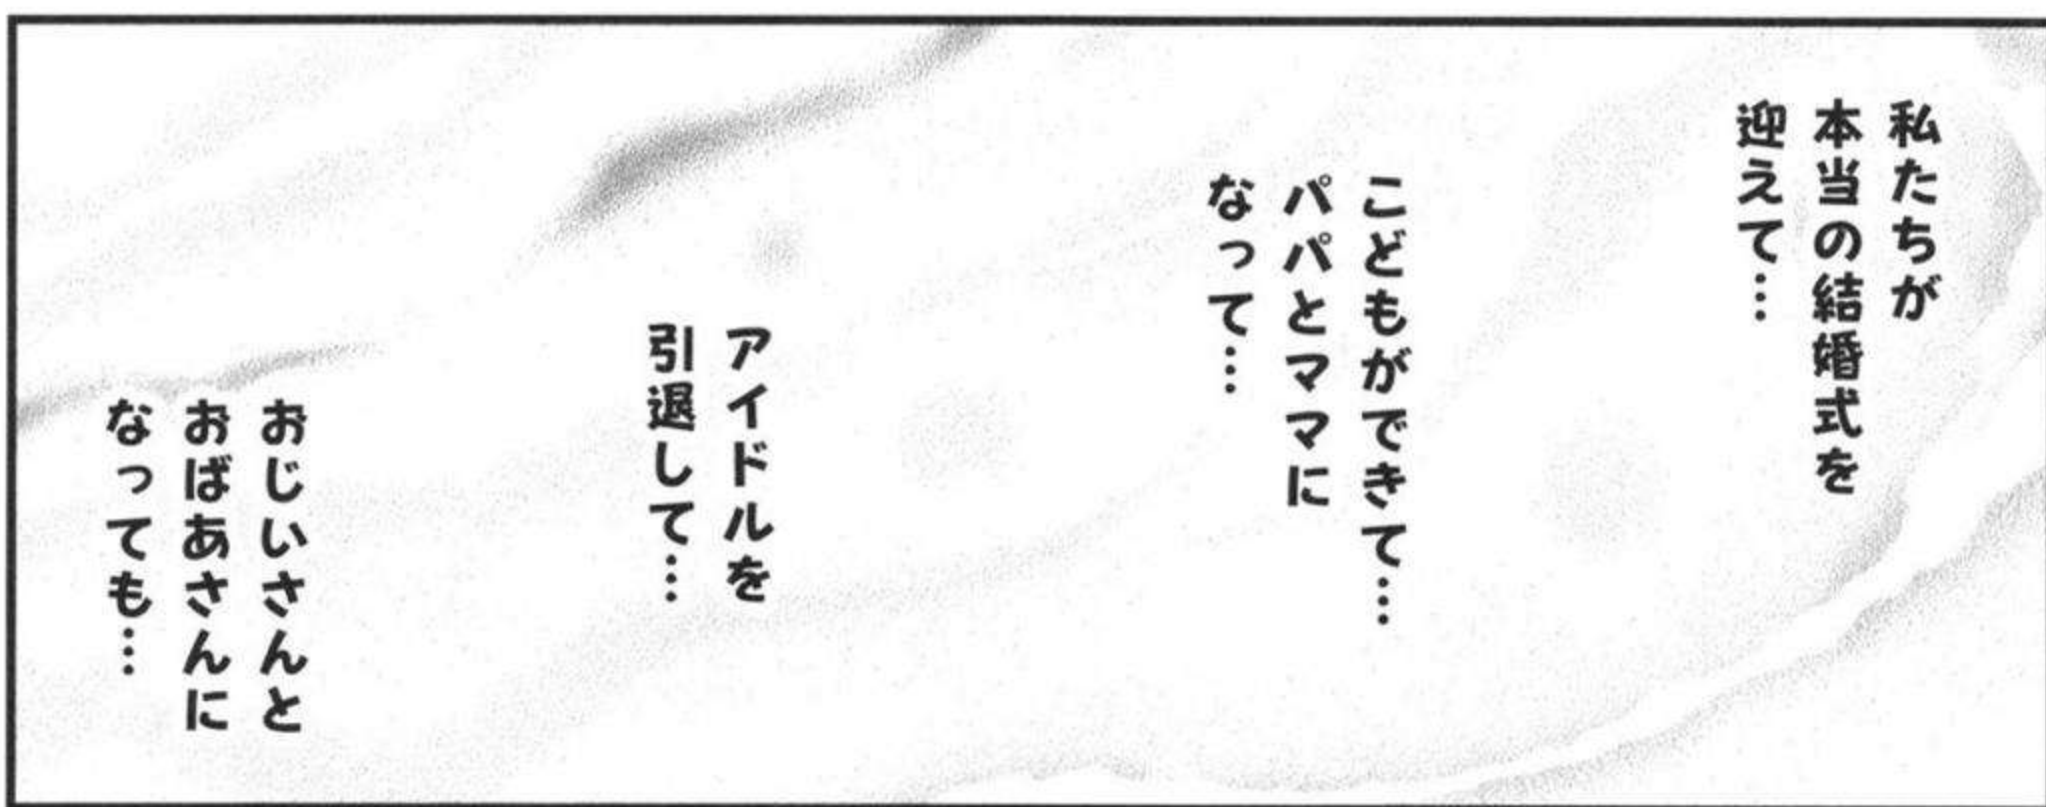 私たちが
本当の結婚式を
迎えて…
こどもができて…
パパとママに
なって…
アイドルを
引退して…
おじいさんと
おばあさんに
なっても…